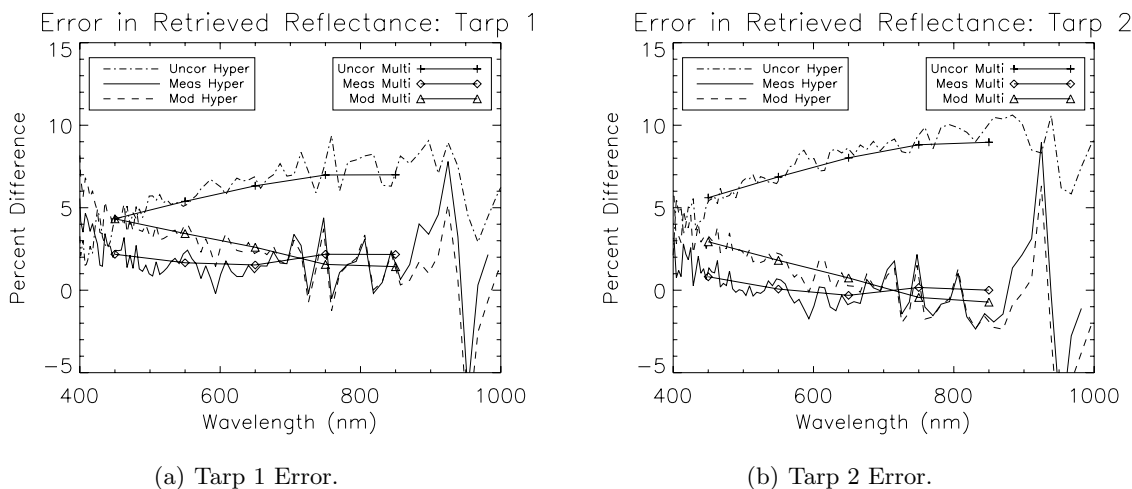 Error in Retrieved Reflectance: Tarp 1
15
10
5
0
-5
Percent Difference
Uncor Hyper
Meas Hyper
Mod Hyper
Uncor Multi
Meas Multi
Mod Multi
400
600
800
1000
Wavelength (nm)
(a) Tarp 1 Error.
Error in Retrieved Reflectance: Tarp 2
15
10
5
0
-5
Percent Difference
Uncor Hyper
Meas Hyper
Mod Hyper
Uncor Multi
Meas Multi
Mod Multi
400
600
800
1000
Wavelength (nm)
(b) Tarp 2 Error.